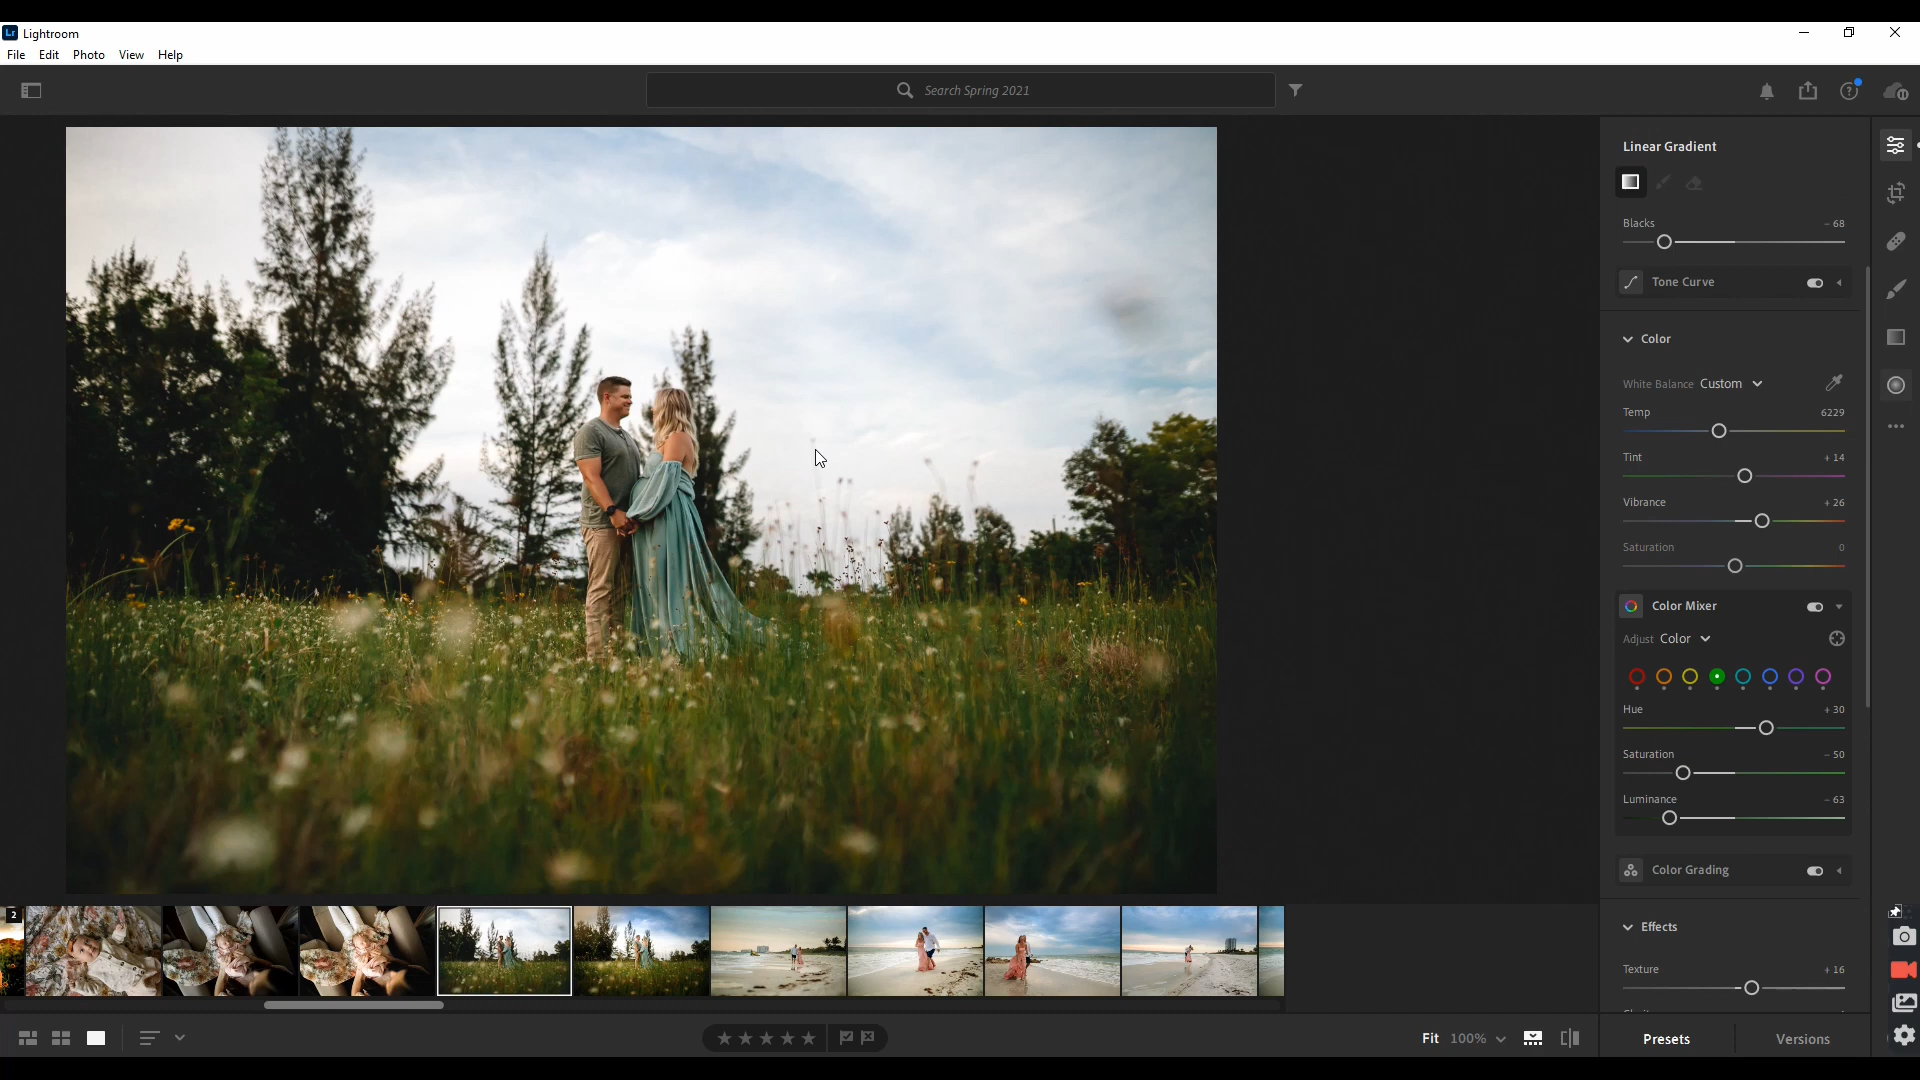 Lr Lightroom
File Edit Photo View Help
Search Spring 2021
Linear Gradient
Blacks - 68
Tone Curve
Color
White Balance Custom
Temp 6229
Tint + 14
Vibrance + 26
Saturation 0
Color Mixer
Adjust Color
Hue + 30
Saturation - 50
Luminance - 63
Color Grading
Effects
Texture + 16
2
Fit 100%
Presets Versions